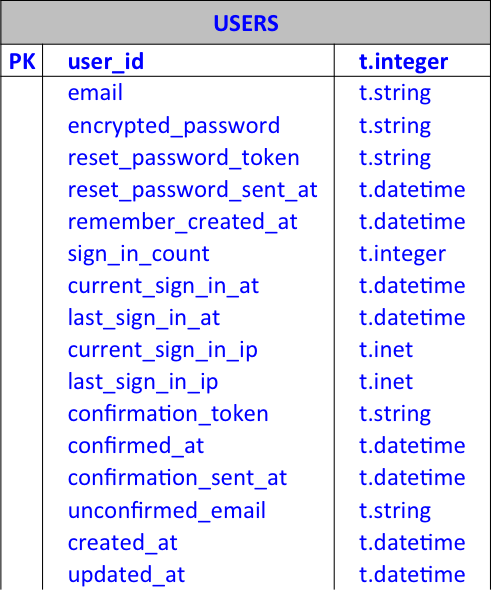 USERS
PK user_id t.integer
email t.string
encrypted_password t.string
reset_password_token t.string
reset_password_sent_at t.datetime
remember_created_at t.datetime
sign_in_count t.integer
current_sign_in_at t.datetime
last_sign_in_at t.datetime
current_sign_in_ip t.inet
last_sign_in_ip t.inet
confirmation_token t.string
confirmed_at t.datetime
confirmation_sent_at t.datetime
unconfirmed_email t.string
created_at t.datetime
updated_at t.datetime